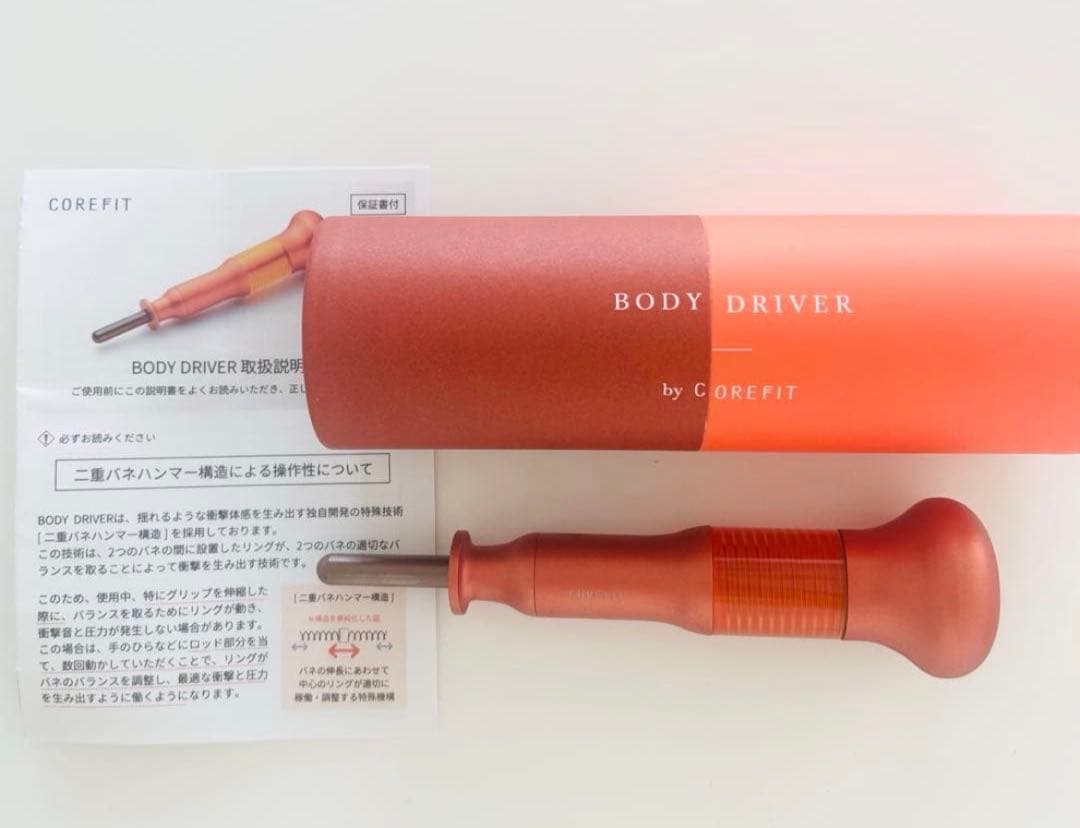 COREFIT
保証書付
BODY DRIVER 取扱説明
ご使用前にこの説明書をよくお読みいただき、正し
必ずお読みください
二重バネハンマー構造による操作性について
BODY DRIVERは、揺れるような衝撃体感を生み出す独自開発の特殊技術
[二重バネハンマー構造]を採用しております。
この技術は、2つのバネの間に設置したリングが、2つのバネの適切なバ
ランスを取ることによって衝撃を生み出す技術です。
このため、使用中、特にグリップを伸縮した
際に、バランスを取るためにリングが動き、
衝撃音と圧力が発生しない場合があります。
この場合は、手のひらなどにロッド部分を当
て、数回動かしていただくことで、リングが
バネのバランスを調整し、最適な衝撃と圧力
を生み出すように働くようになります。
[二重バネハンマー構造]
バネの伸長にあわせて
中心のリングが適切に
稼働・調整する特殊機構
BODY DRIVER
by COREFIT
COREFIT